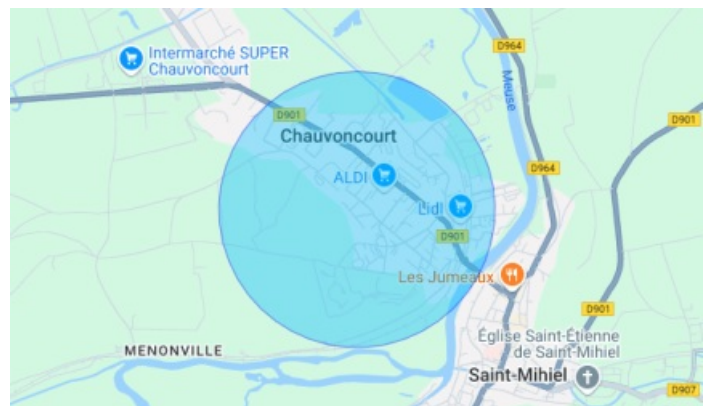 D964
Intermarché SUPER
Chauvoncourt
Meuse
D901
D901
Chauvoncourt
D964
ALDI
Lidl
D901
Les Jumeaux
D901
Église Saint-Étienne
de Saint-Mihiel
MENONVILLE
Saint-Mihiel
D907